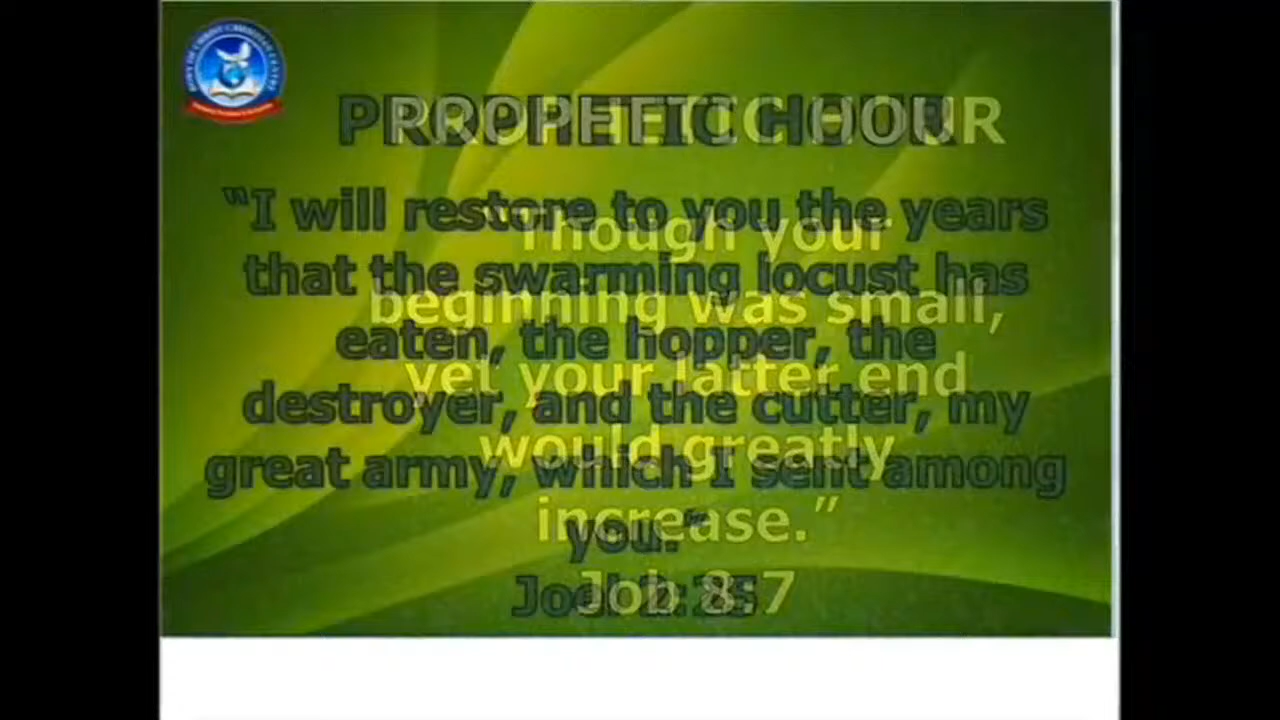 PROPHETIC HOUR
“I will restore to you the years
that the swarming locust has
eaten, the hopper, the
destroyer, and the cutter, my
great army, which I sent among
you.”
Joel 2:25
PROPHETIC HOUR
“Though your
beginning was small,
yet your latter end
would greatly
increase.”
Job 8:7